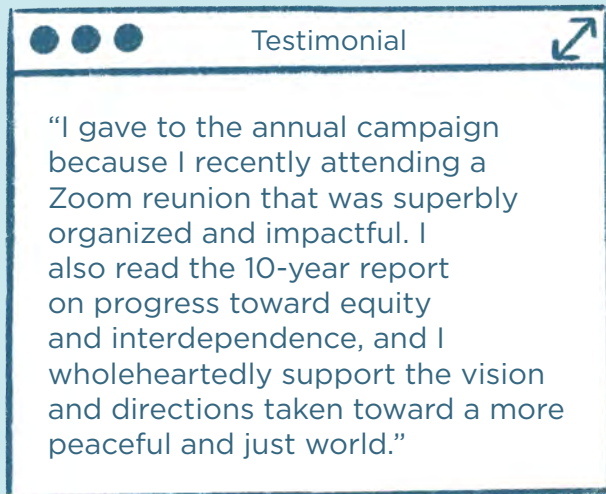 Testimonial
“I gave to the annual campaign
because I recently attending a
Zoom reunion that was superbly
organized and impactful. I
also read the 10-year report
on progress toward equity
and interdependence, and I
wholeheartedly support the vision
and directions taken toward a more
peaceful and just world.”